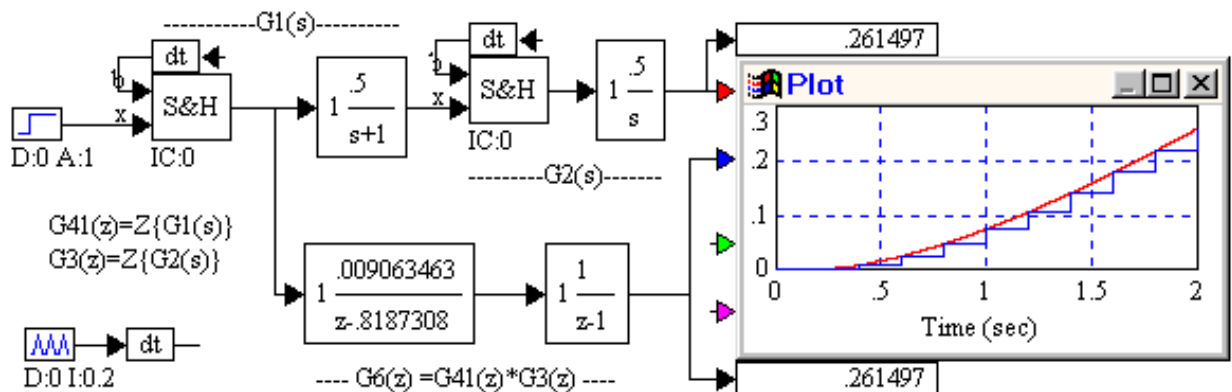 -----------G1(s)-----------
dt
b
x
S&H
D:0 A:1
IC:0
1 .5
s+1
dt
b
x
S&H
IC:0
1 .5
s
-------G2(s)-------
.261497
Plot
.3
.2
.1
0
0 .5 1 1.5 2
Time (sec)
G41(z)=Z{G1(s)}
G3(z)=Z{G2(s)}
1 .009063463
z-.8187308
1 1
z-1
D:0 I:0.2
dt
---- G6(z) =G41(z)*G3(z) ----
.261497